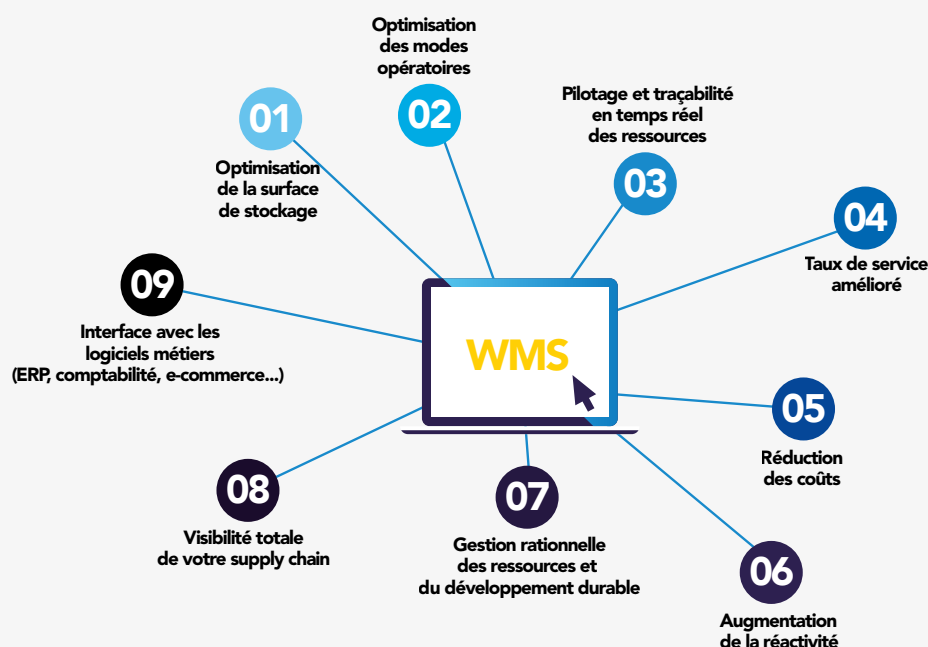 01
Optimisation
de la surface
de stockage
02
Optimisation
des modes
opératoires
03
Pilotage et traçabilité
en temps réel
des ressources
04
Taux de service
amélioré
05
Réduction
des coûts
06
Augmentation
de la réactivité
07
Gestion rationnelle
des ressources et
du développement durable
08
Visibilité totale
de votre supply chain
09
Interface avec les
logiciels métiers
(ERP, comptabilité, e-commerce...)
WMS